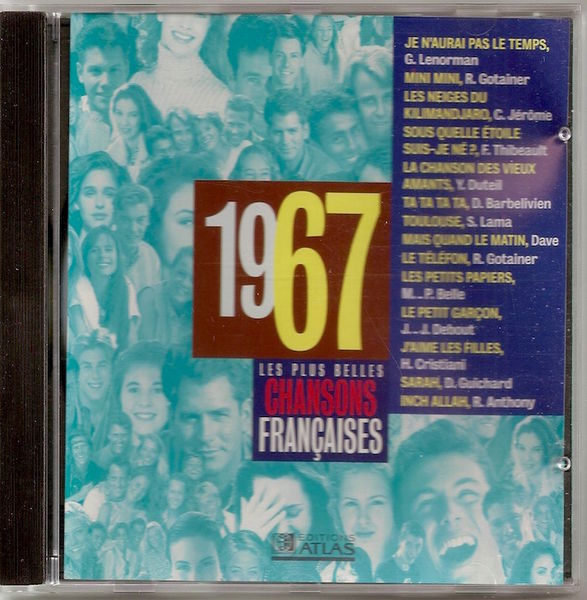 JE N'AURAI PAS LE TEMPS,
G. Lenorman
MINI MINI, R. Gotainer
LES NEIGES DU
KILIMANDJARO, C. Jérôme
SOUS QUELLE ÉTOILE
SUIS-JE NÉ?, F. Thibeault
LA CHANSON DES VIEUX
AMANTS, Y. Duteil
TA TA TA TA, D. Barbelivien
TOULOUSE, S. Lama
MAIS QUAND LE MATIN, Dave
LE TÉLÉFON, R. Gotainer
LES PETITS PAPIERS,
M.-P. Belle
LE PETIT GARÇON,
J.-J. Debout
J'AIME LES FILLES,
H. Cristiani
SARAH, D. Guichard
INCH ALLAH, R. Anthony
1967
LES PLUS BELLES
CHANSONS
FRANÇAISES
EDITIONS
ATLAS